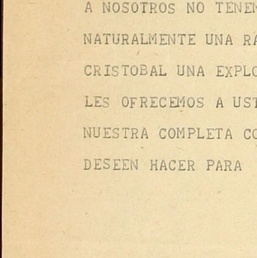 A NOSOTROS NO TENEM
NATURALMENTE UNA RA
CRISTOBAL UNA EXPLO
LES OFRECEMOS A UST
NUESTRA COMPLETA CO
DESEEN HACER PARA